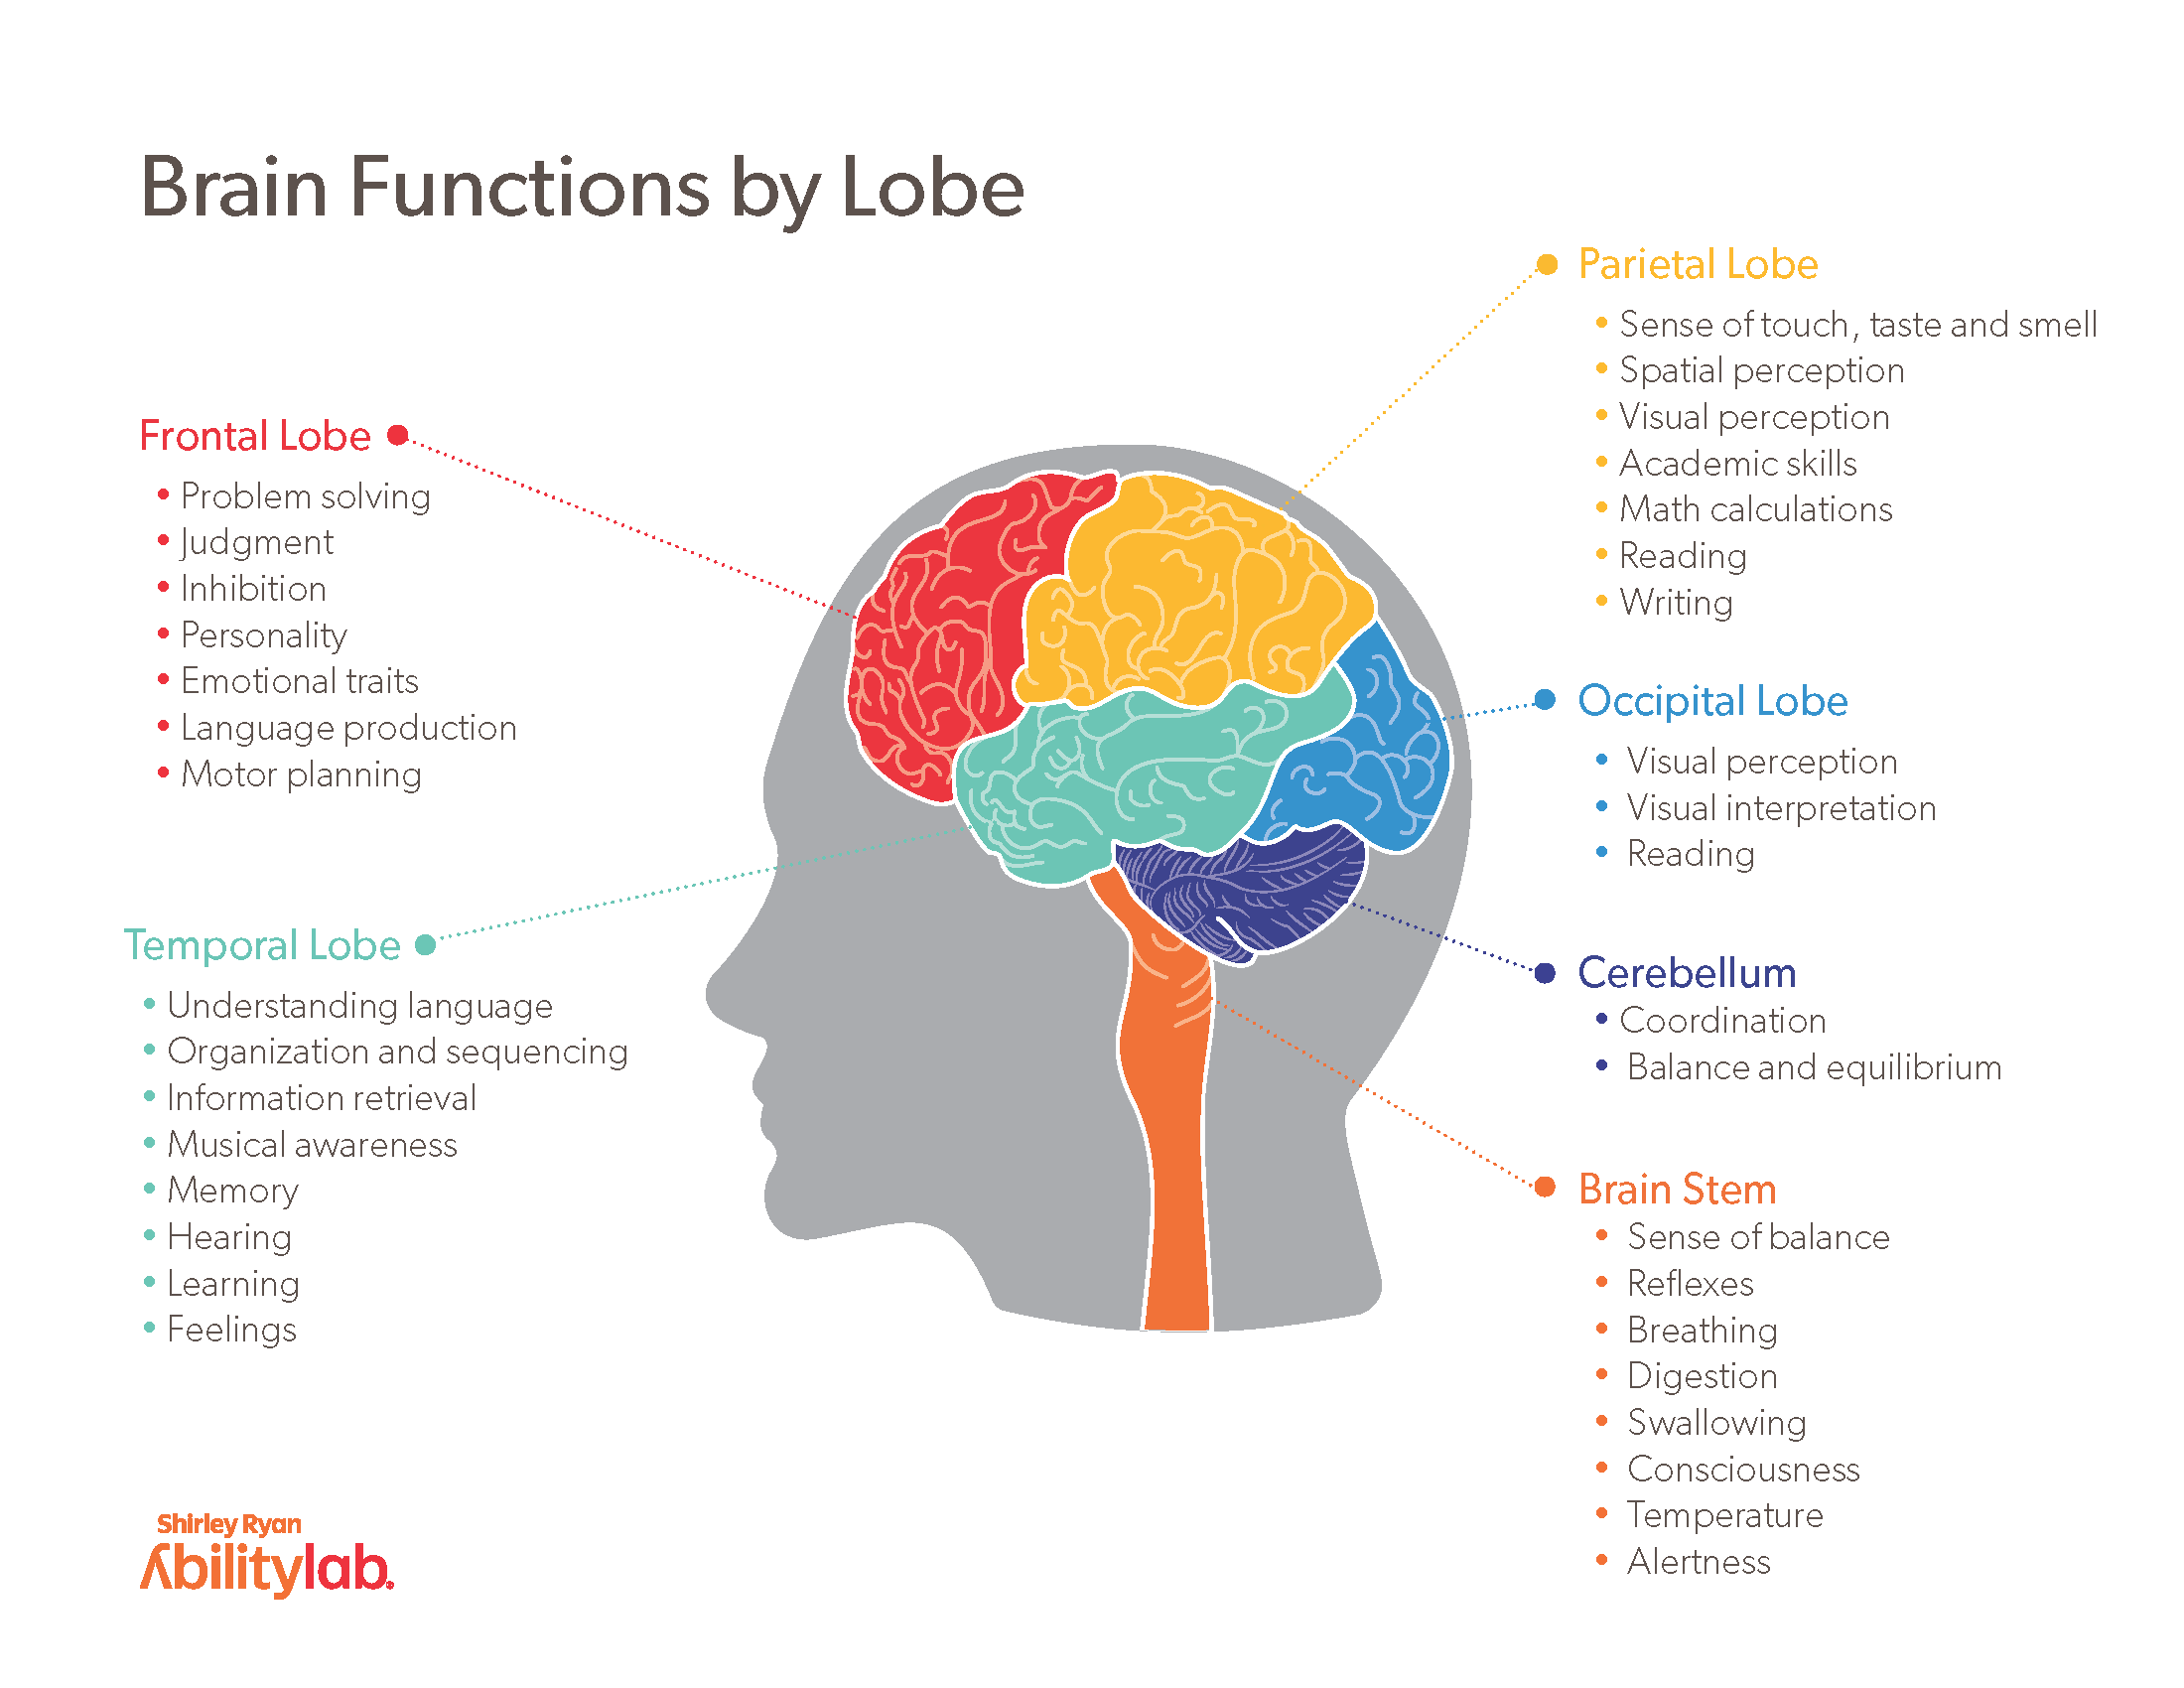 Brain Functions by Lobe
Frontal Lobe
• Problem solving
• Judgment
• Inhibition
• Personality
• Emotional traits
• Language production
• Motor planning
Temporal Lobe
• Understanding language
• Organization and sequencing
• Information retrieval
• Musical awareness
• Memory
• Hearing
• Learning
• Feelings
Parietal Lobe
• Sense of touch, taste and smell
• Spatial perception
• Visual perception
• Academic skills
• Math calculations
• Reading
• Writing
Occipital Lobe
• Visual perception
• Visual interpretation
• Reading
Cerebellum
• Coordination
• Balance and equilibrium
Brain Stem
• Sense of balance
• Reflexes
• Breathing
• Digestion
• Swallowing
• Consciousness
• Temperature
• Alertness
Shirley Ryan
Abilitylab®